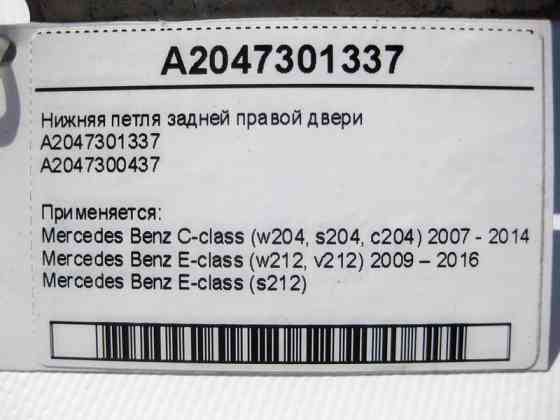 A2047301337
Нижняя петля задней правой двери
A2047301337
A2047300437
Применяется:
Mercedes Benz C-class (w204, s204, c204) 2007 - 2014
Mercedes Benz E-class (w212, v212) 2009 – 2016
Mercedes Benz E-class (s212)